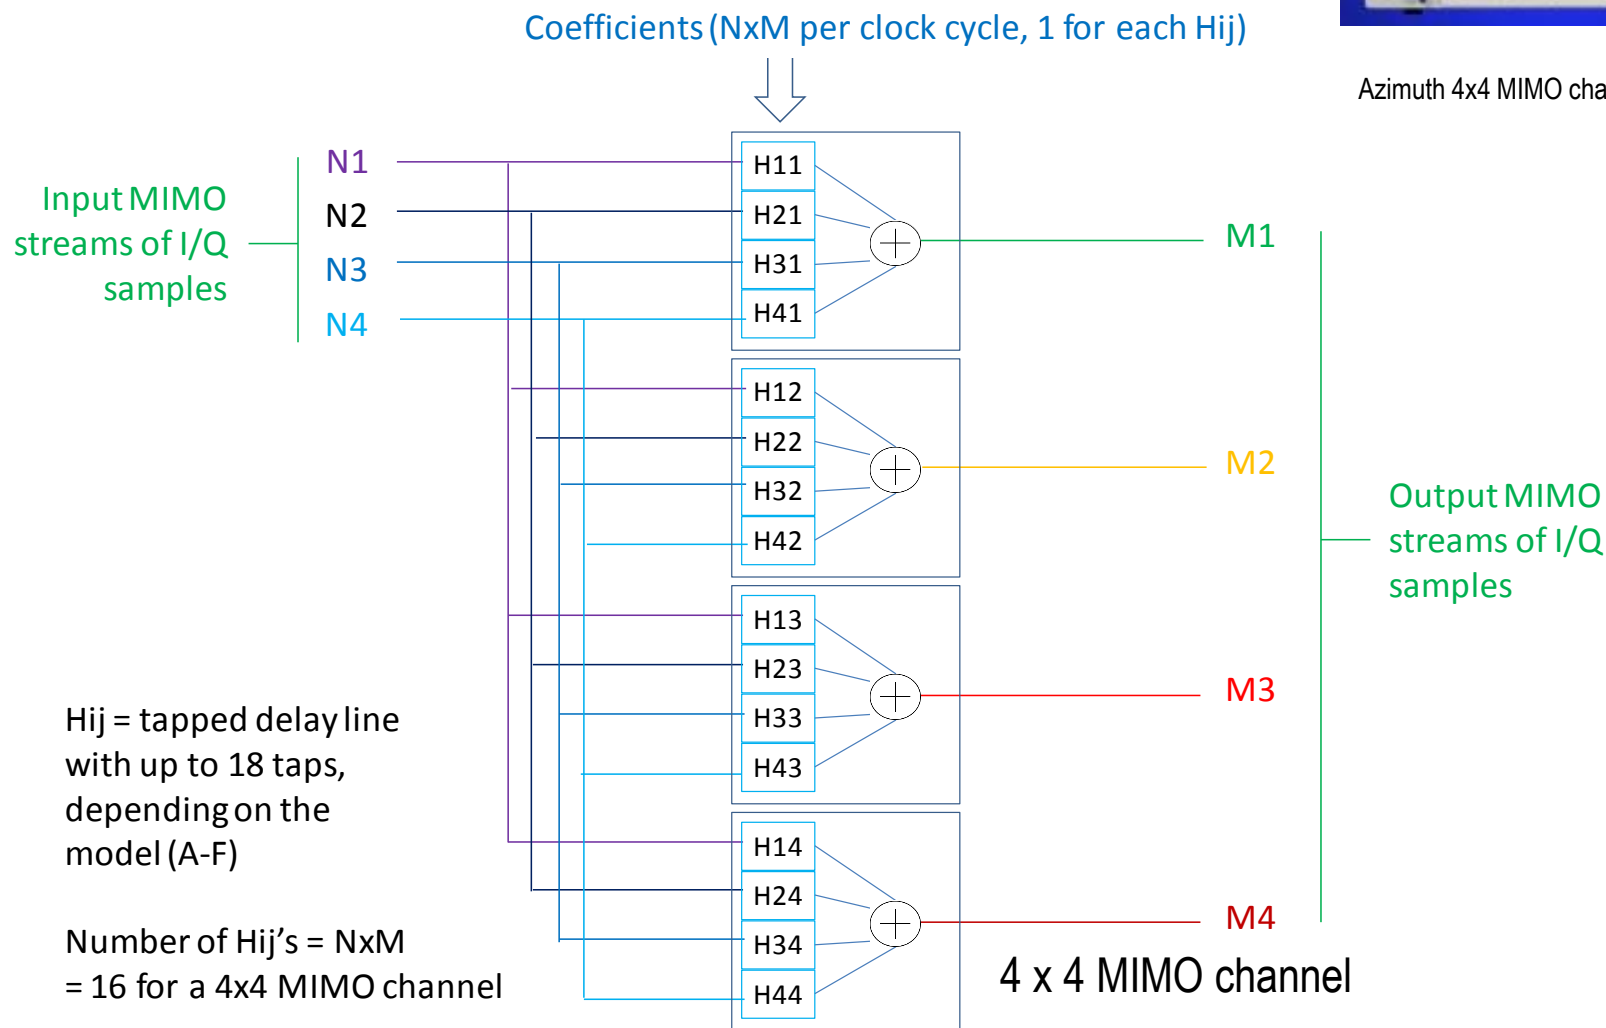 Coefficients (NxM per clock cycle, 1 for each Hij)
Azimuth 4x4 MIMO
Input MIMO
streams of I/Q
samples
N1
N2
N3
N4
H11
H21
H31
H41
M1
H12
H22
H32
H42
M2
H13
H23
H33
H43
M3
H14
H24
H34
H44
M4
Output MIMO
streams of I/Q
samples
Hij = tapped delay line
with up to 18 taps,
depending on the
model (A-F)
Number of Hij's = NxM
= 16 for a 4x4 MIMO channel
4 x 4 MIMO channel